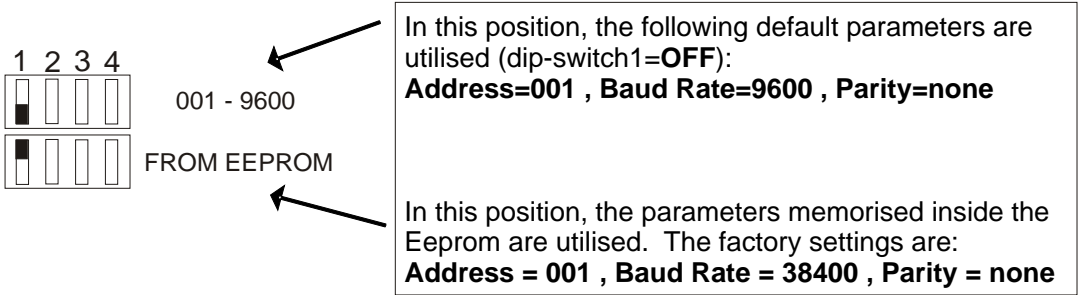 1 2 3 4
001 - 9600
FROM EEPROM
In this position, the following default parameters are
utilised (dip-switch1=OFF):
Address=001 , Baud Rate=9600 , Parity=none
In this position, the parameters memorised inside the
Eeprom are utilised. The factory settings are:
Address = 001 , Baud Rate = 38400 , Parity = none